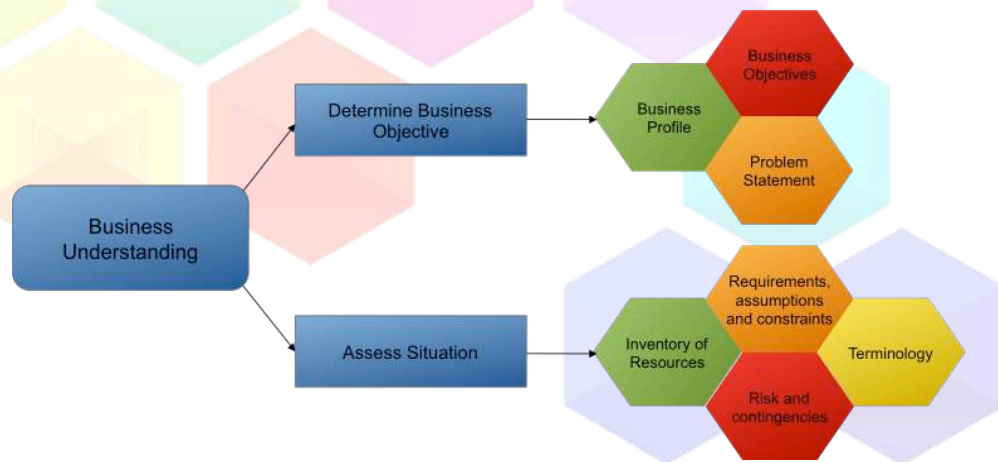 Business
Understanding
Determine Business
Objective
Business
Profile
Business
Objectives
Problem
Statement
Assess Situation
Inventory of
Resources
Requirements,
assumptions
and constraints
Risk and
contingencies
Terminology